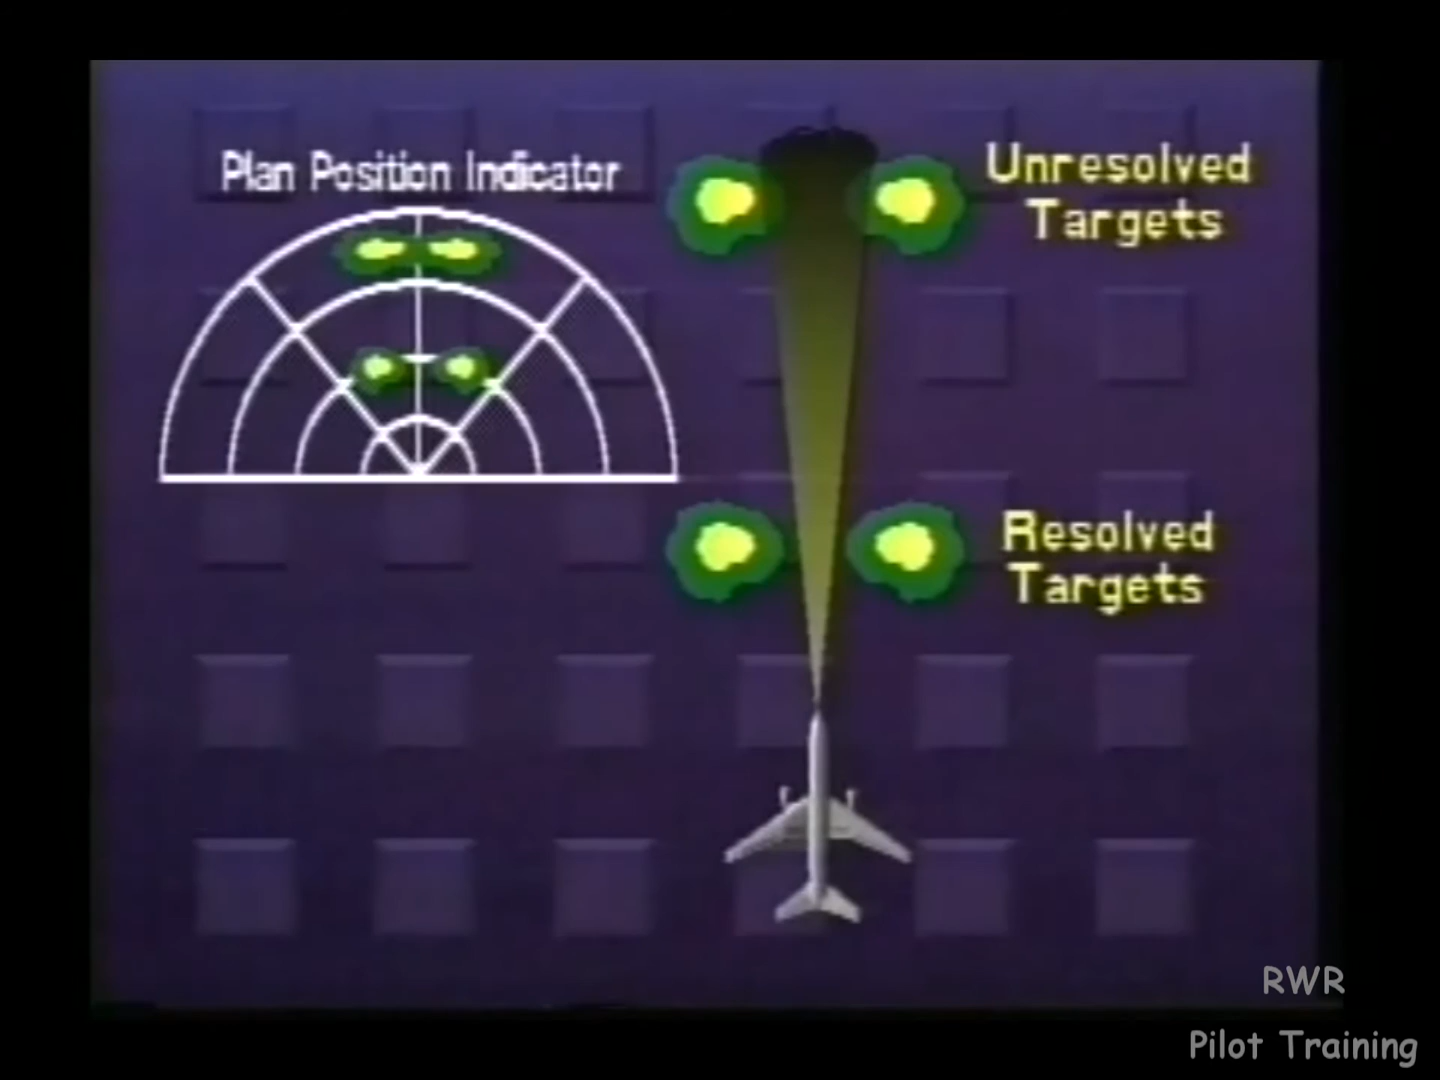 Plan Position Indicator
Unresolved
Targets
Resolved
Targets
RWR
Pilot Training